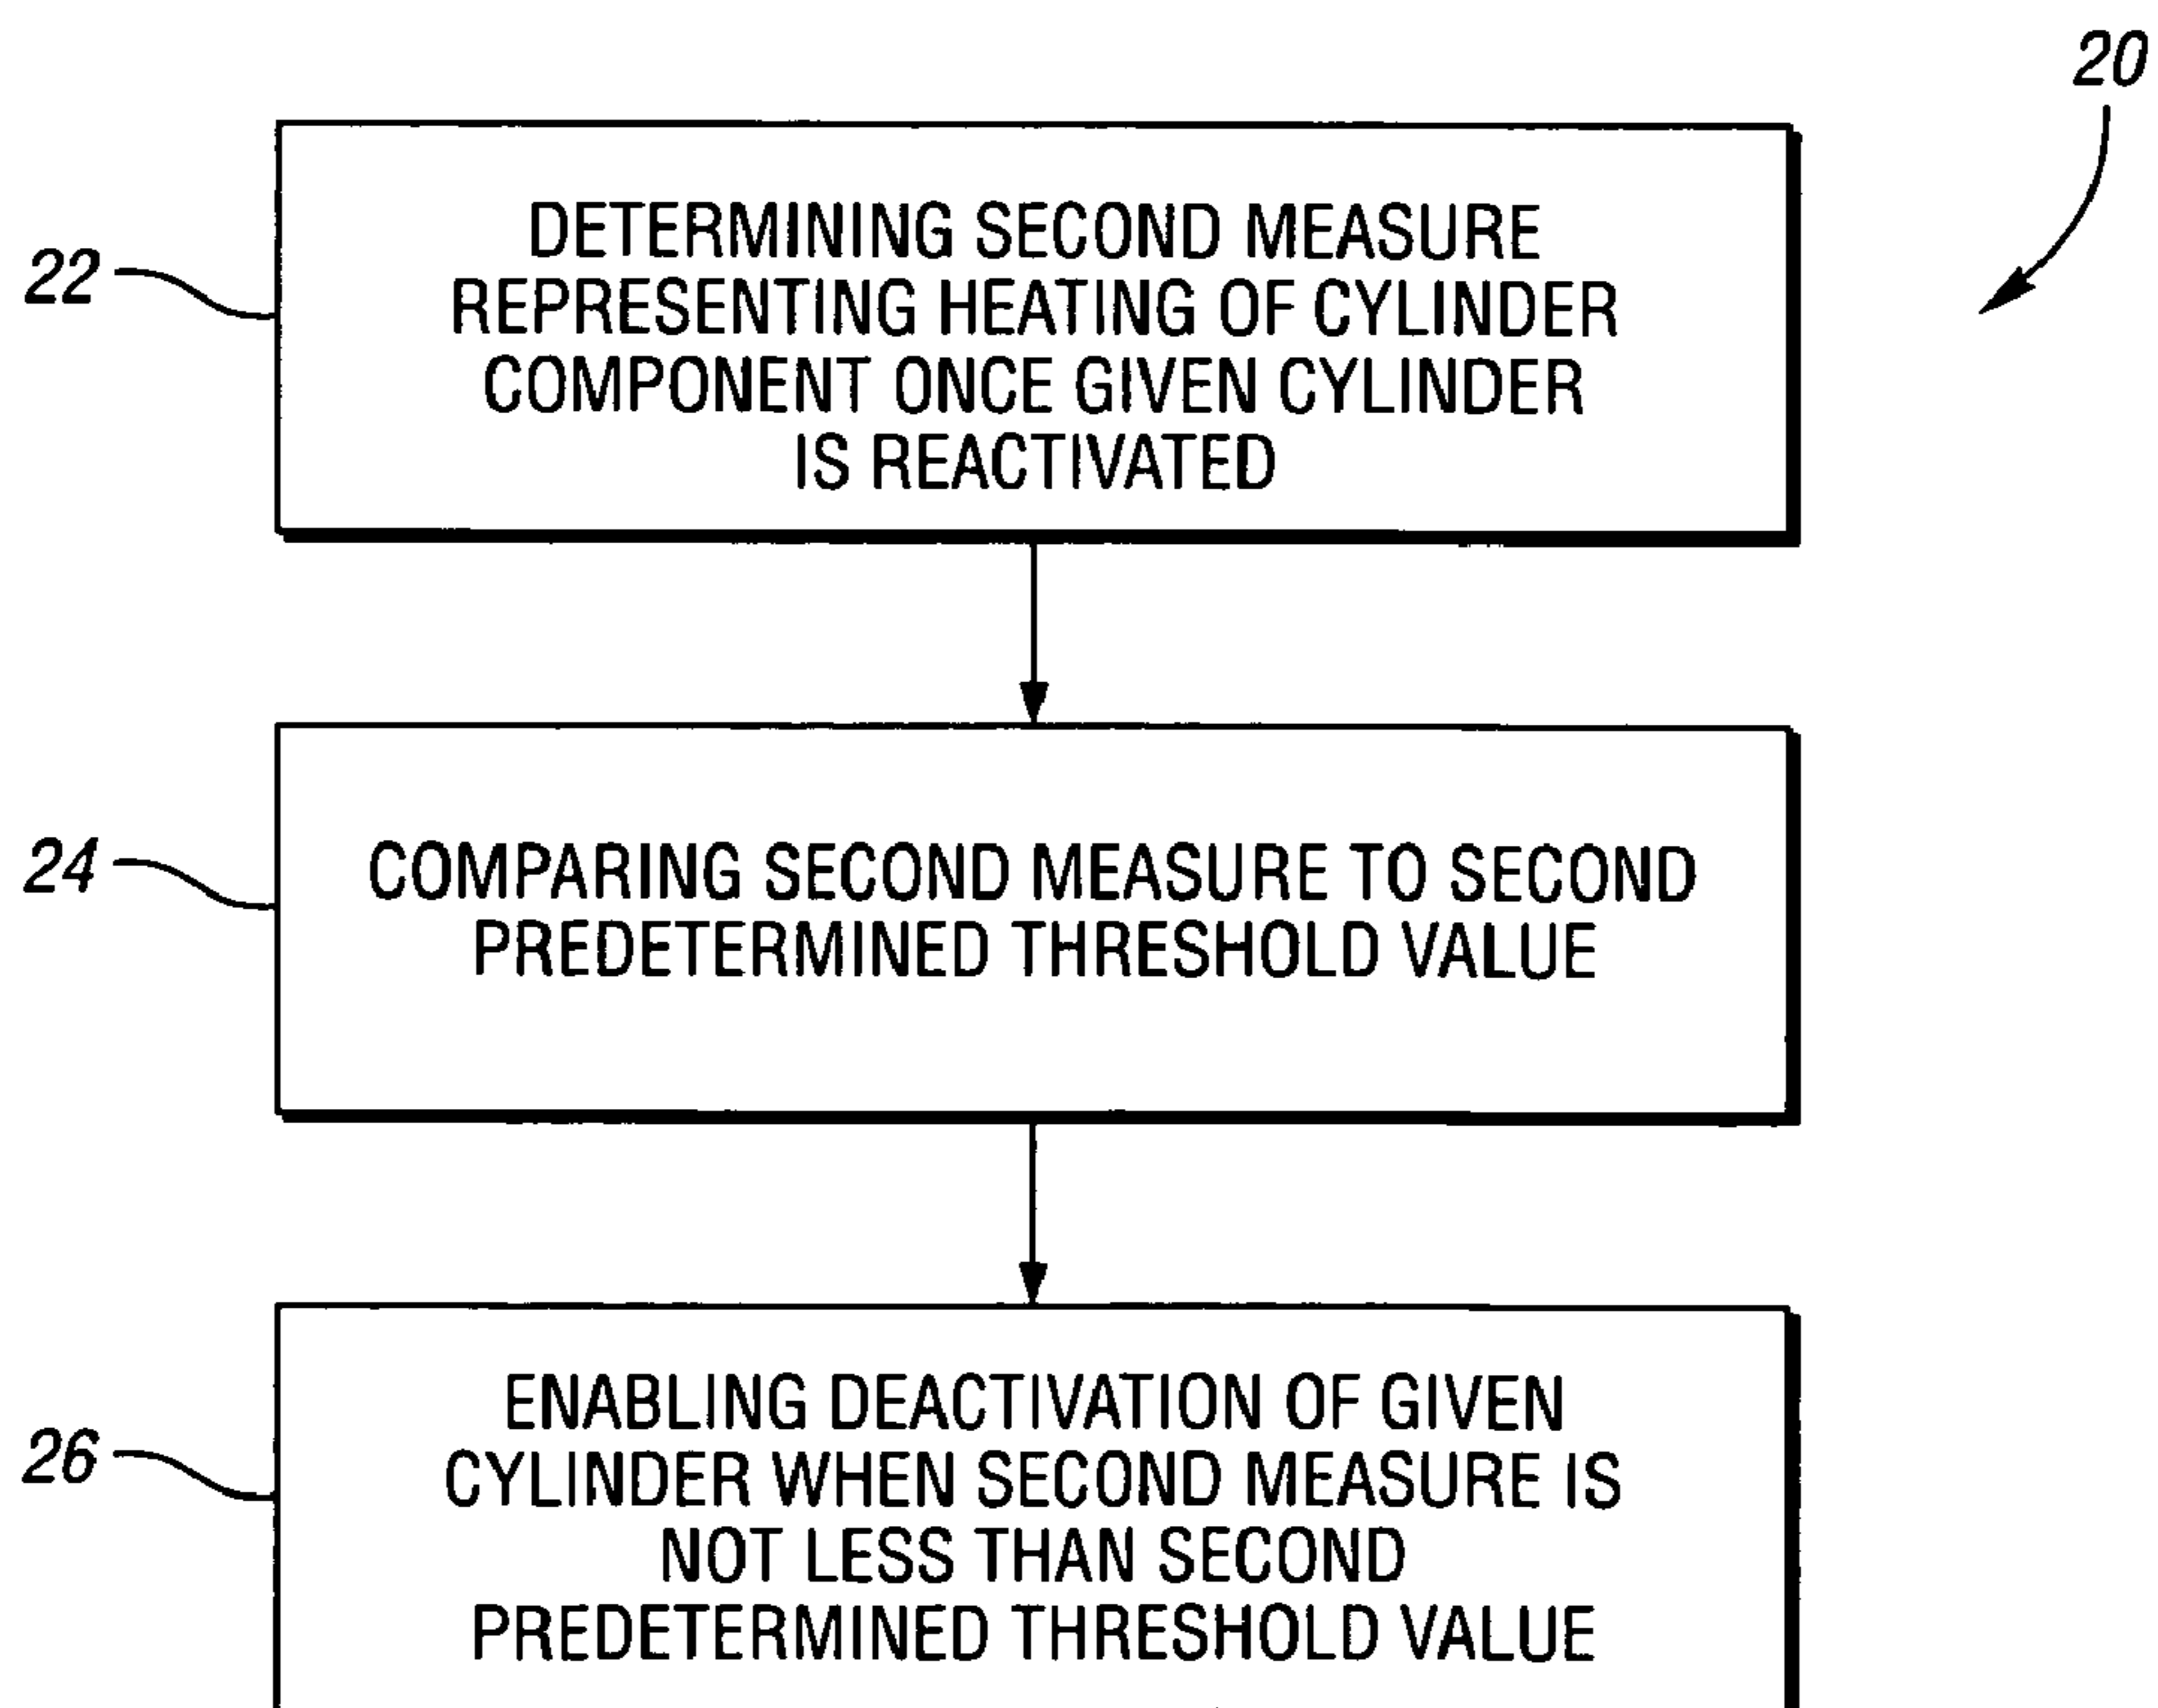 20
22
DETERMINING SECOND MEASURE
REPRESENTING HEATING OF CYLINDER
COMPONENT ONCE GIVEN CYLINDER
IS REACTIVATED
24
COMPARING SECOND MEASURE TO SECOND
PREDETERMINED THRESHOLD VALUE
26
ENABLING DEACTIVATION OF GIVEN
CYLINDER WHEN SECOND MEASURE IS
NOT LESS THAN SECOND
PREDETERMINED THRESHOLD VALUE